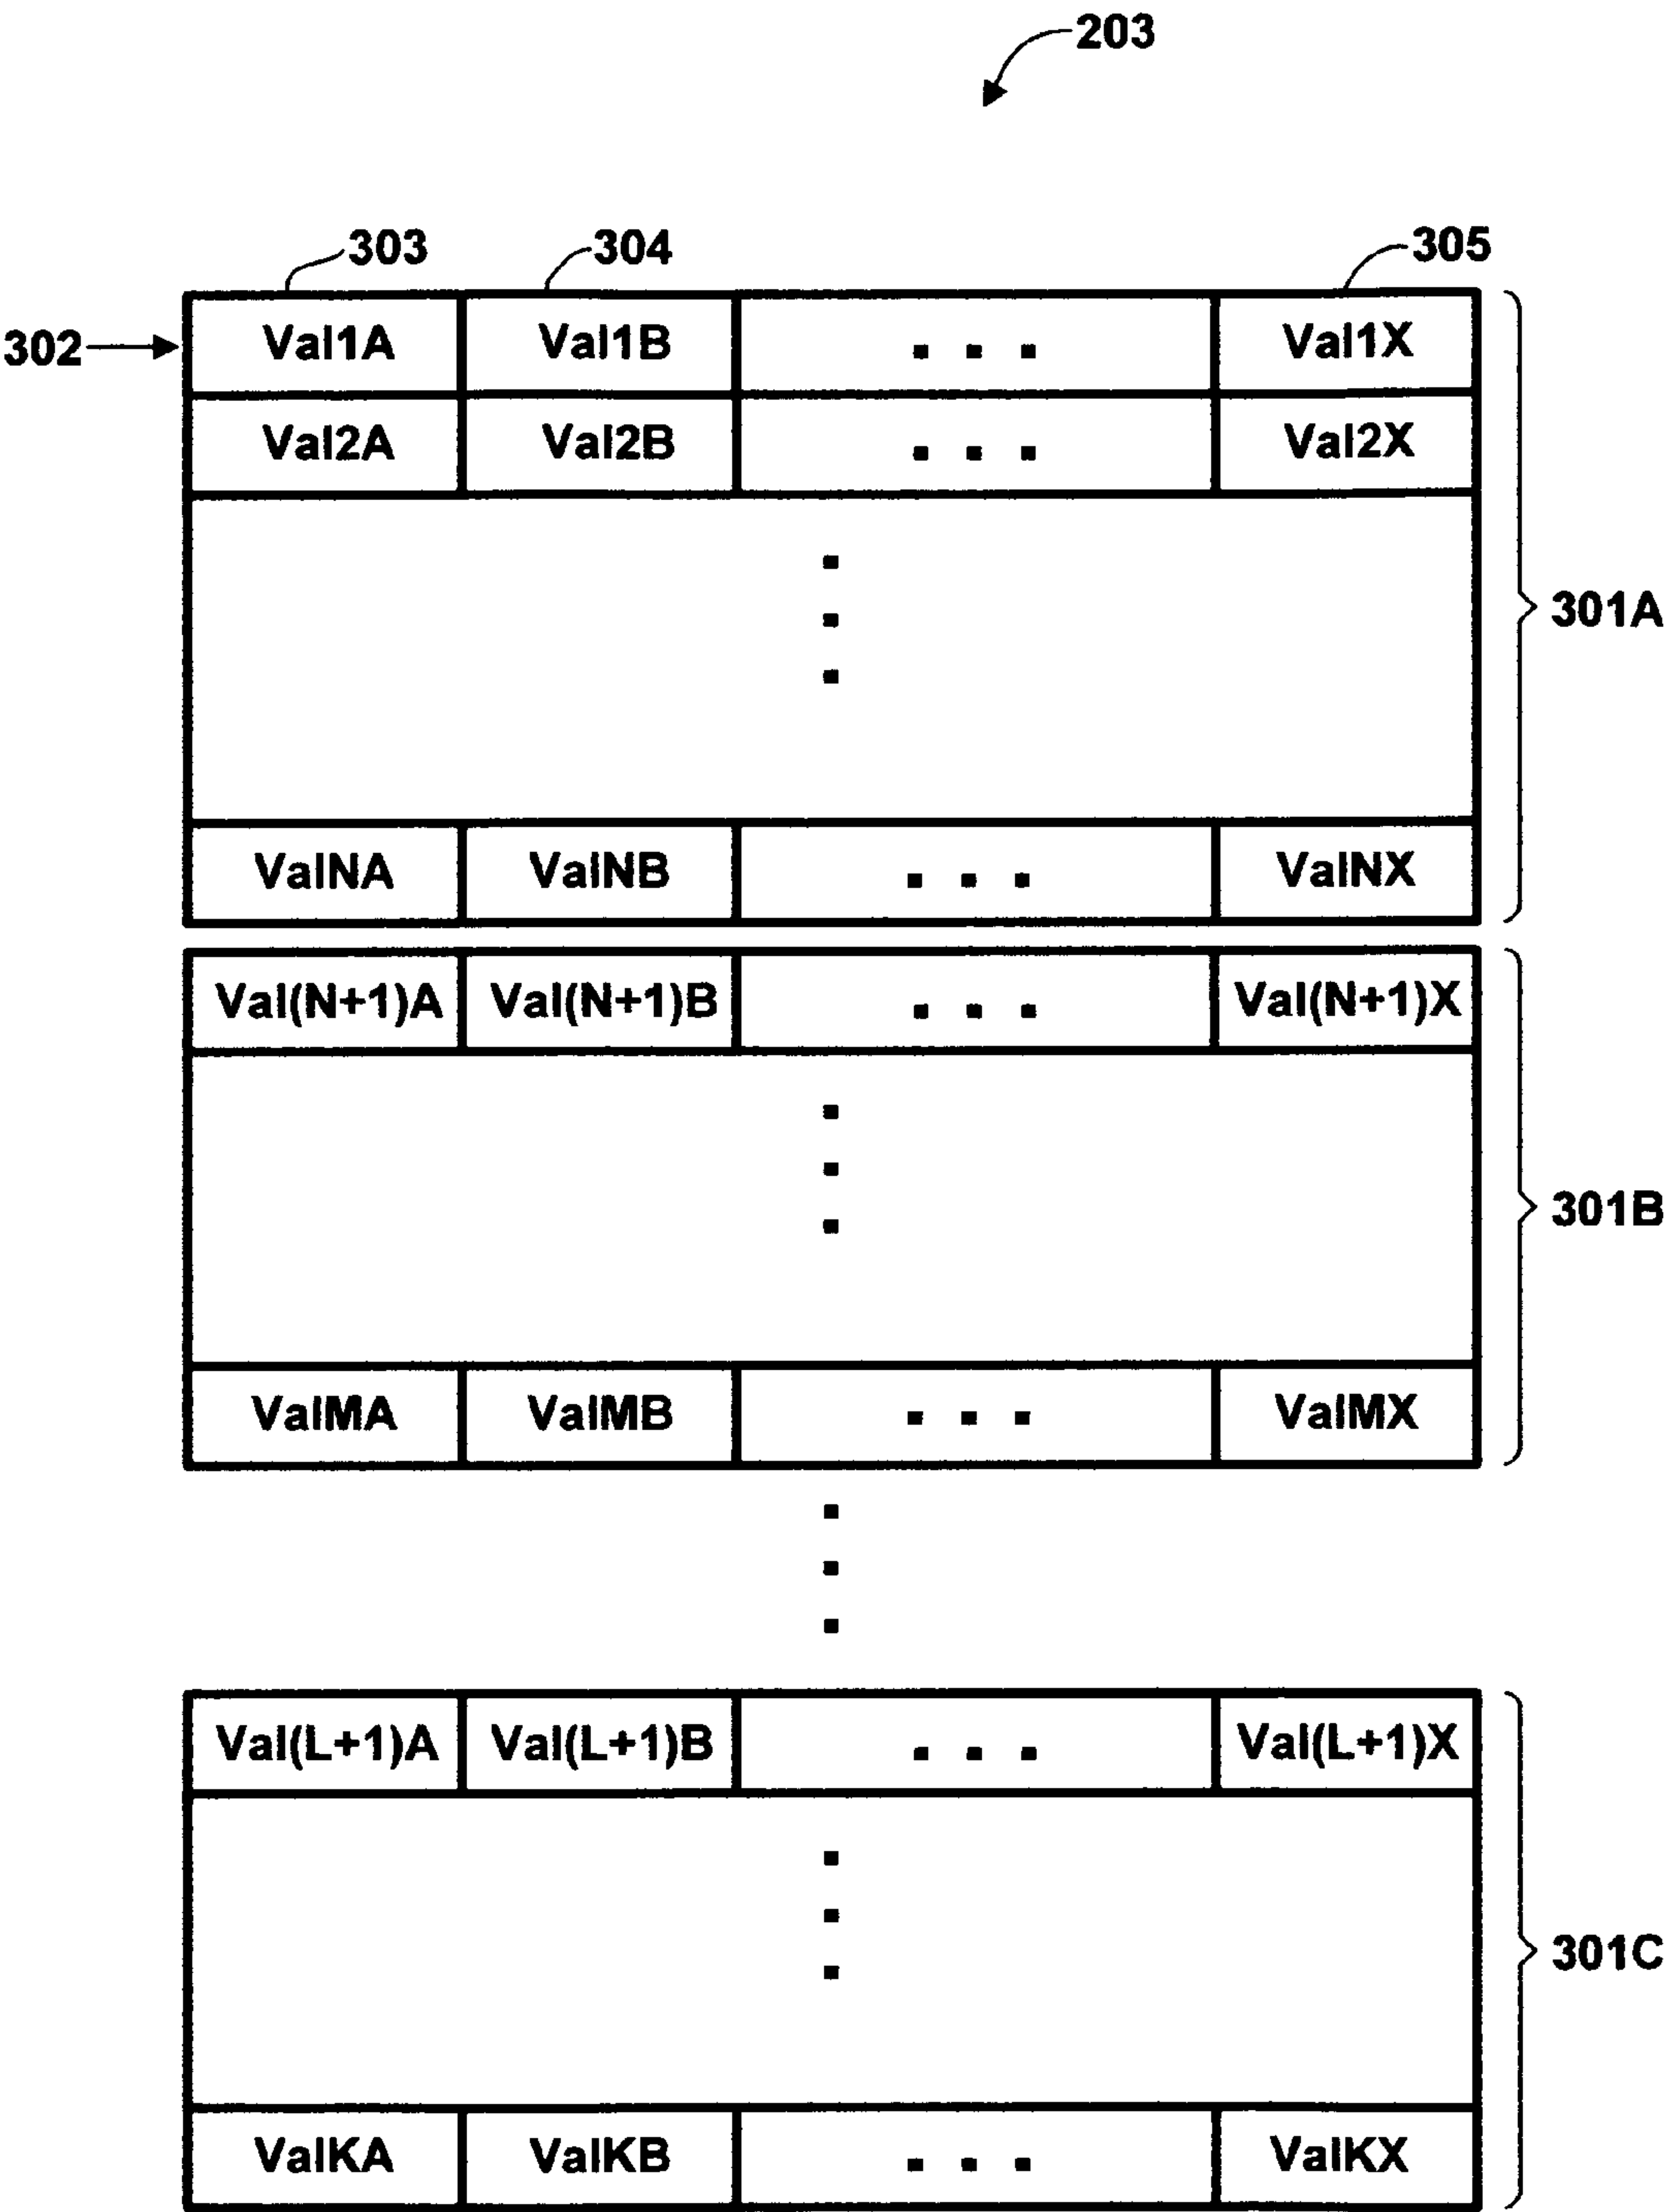 203
303 304 305
302 Val1A Val1B . . . Val1X
Val2A Val2B . . . Val2X
.
.
.
301A
ValNA ValNB . . . ValNX
Val(N+1)A Val(N+1)B . . . Val(N+1)X
.
.
.
301B
ValMA ValMB . . . ValMX
.
.
.
Val(L+1)A Val(L+1)B . . . Val(L+1)X
.
.
.
301C
ValKA ValKB . . . ValKX